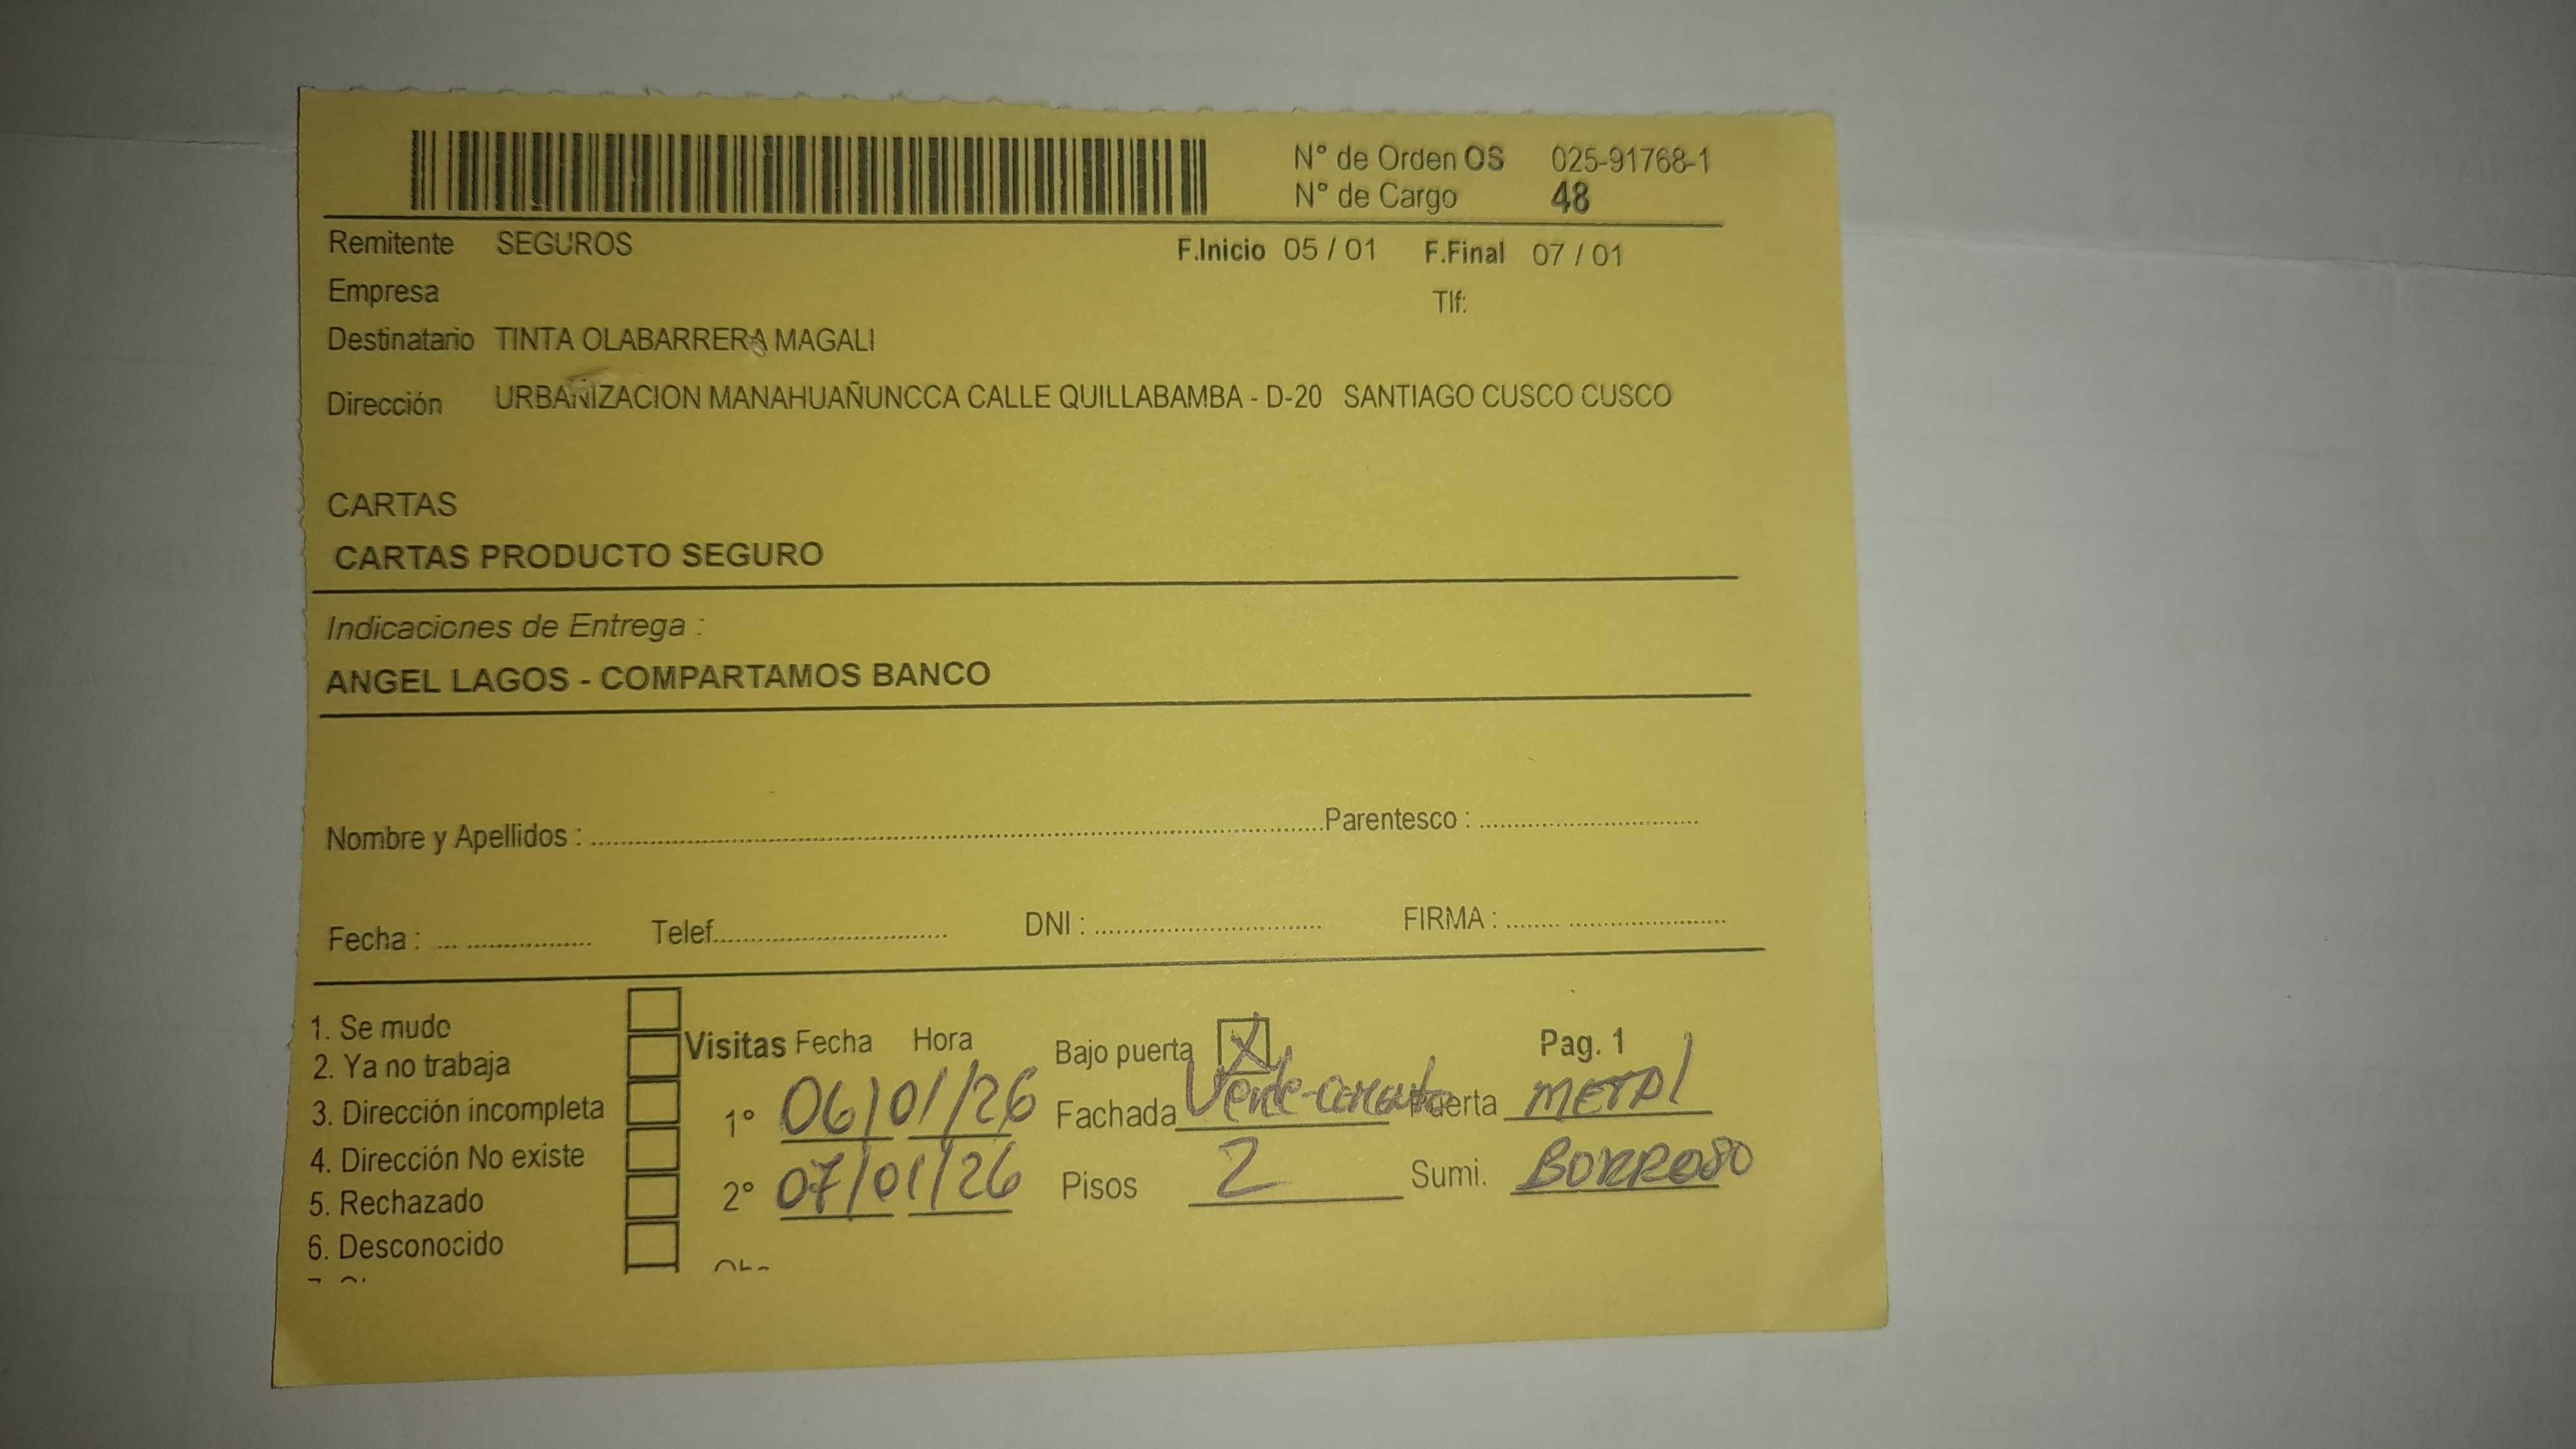 N° de Orden OS 025-91768-1
N° de Cargo 48
Remitente SEGUROS F.Inicio 05 / 01 F.Final 07 / 01
Empresa Tlf:
Destinatario TINTA OLABARRERA MAGALI
Dirección URBANIZACION MANAHUAÑUNCCA CALLE QUILLABAMBA - D-20 SANTIAGO CUSCO CUSCO
CARTAS
CARTAS PRODUCTO SEGURO
Indicaciones de Entrega :
ANGEL LAGOS - COMPARTAMOS BANCO
Nombre y Apellidos : Parentesco :
Fecha : Telef. DNI : FIRMA :
1. Se mudo
2. Ya no trabaja
3. Dirección incompleta
4. Dirección No existe
5. Rechazado
6. Desconocido
Visitas Fecha Hora Bajo puerta X Pag. 1
1° 06/01/26 Fachada Verde-cemento Puerta METAL
2° 07/01/26 Pisos 2 Sumi. BORROSO